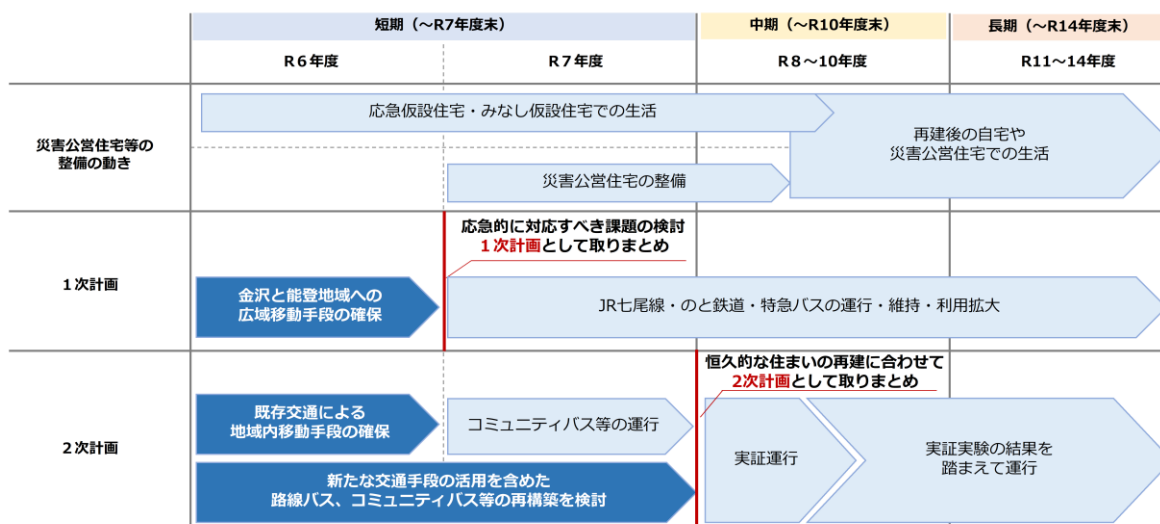 短期（～R7年度末）
中期（～R10年度末）
長期（～R14年度末）
R６年度
R７年度
R８～10年度
R11～14年度
災害公営住宅等の
整備の動き
応急仮設住宅・みなし仮設住宅での生活
再建後の自宅や
災害公営住宅での生活
災害公営住宅の整備
１次計画
応急的に対応すべき課題の検討
１次計画として取りまとめ
金沢と能登地域への
広域移動手段の確保
JR七尾線・のと鉄道・特急バスの運行・維持・利用拡大
２次計画
恒久的な住まいの再建に合わせて
2次計画として取りまとめ
既存交通による
地域内移動手段の確保
コミュニティバス等の運行
実証運行
実証実験の結果を
踏まえて運行
新たな交通手段の活用を含めた
路線バス、コミュニティバス等の再構築を検討